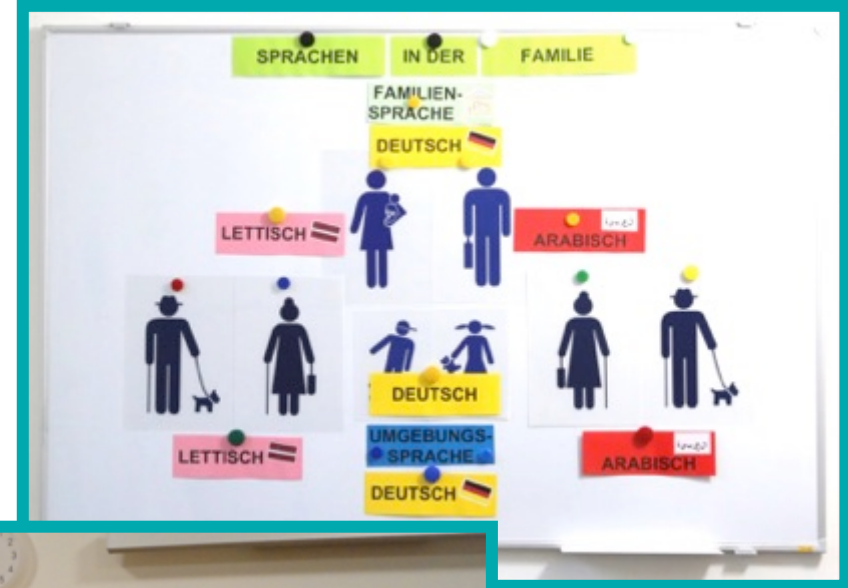 SPRACHEN IN DER FAMILIE
FAMILIEN-
SPRACHE
DEUTSCH
LETTISCH
ARABISCH
DEUTSCH
LETTISCH
ARABISCH
UMGEBUNGS-
SPRACHE
DEUTSCH